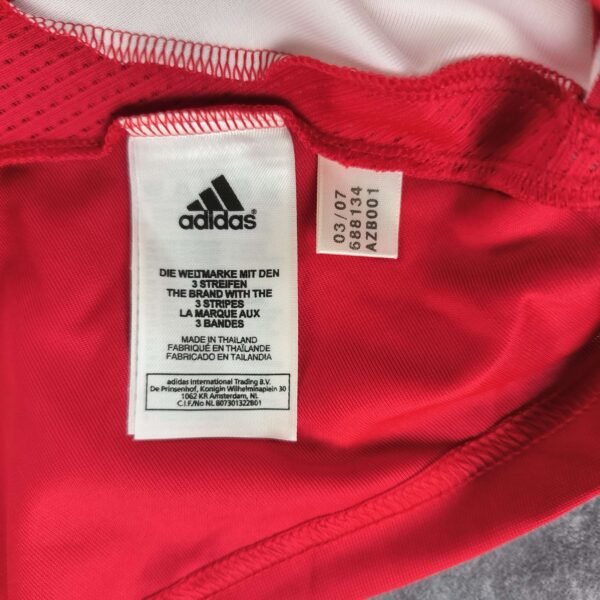 adidas®
DIE WELTMARKE MIT DEN
3 STREIFEN
THE BRAND WITH THE
3 STRIPES
LA MARQUE AUX
3 BANDES
MADE IN THAILAND
FABRIQUÉ EN THAÏLANDE
FABRICADO EN TAILANDIA
adidas International Trading B.V.
De Prinsenhof, Konigin Wilhelminaplein 30
1062 KR Amsterdam, NL
C.I.F./No NL 807301322B01
03/07
688134
AZB001